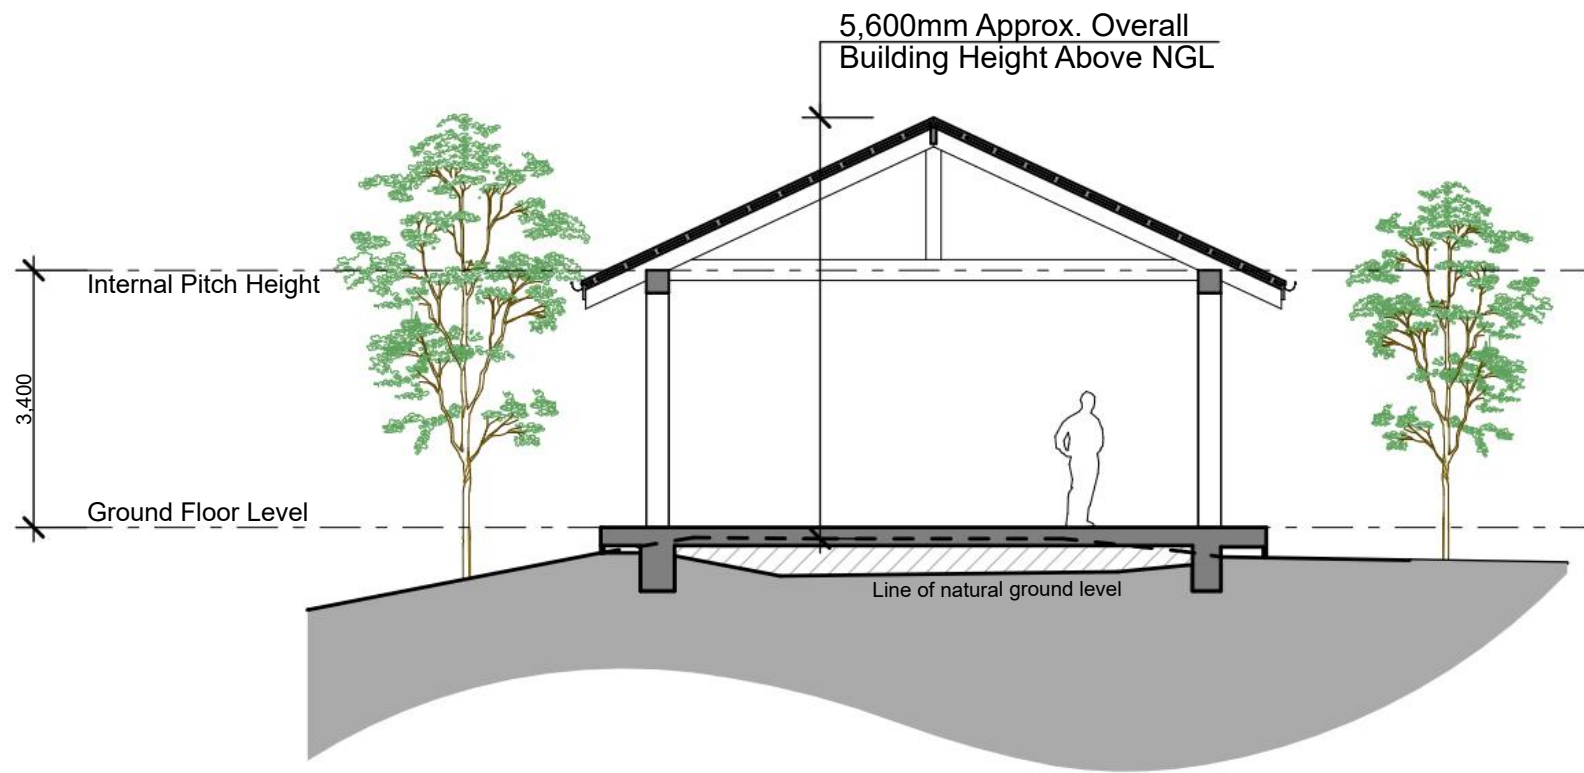 5,600mm Approx. Overall
Building Height Above NGL
Internal Pitch Height
3,400
Ground Floor Level
Line of natural ground level